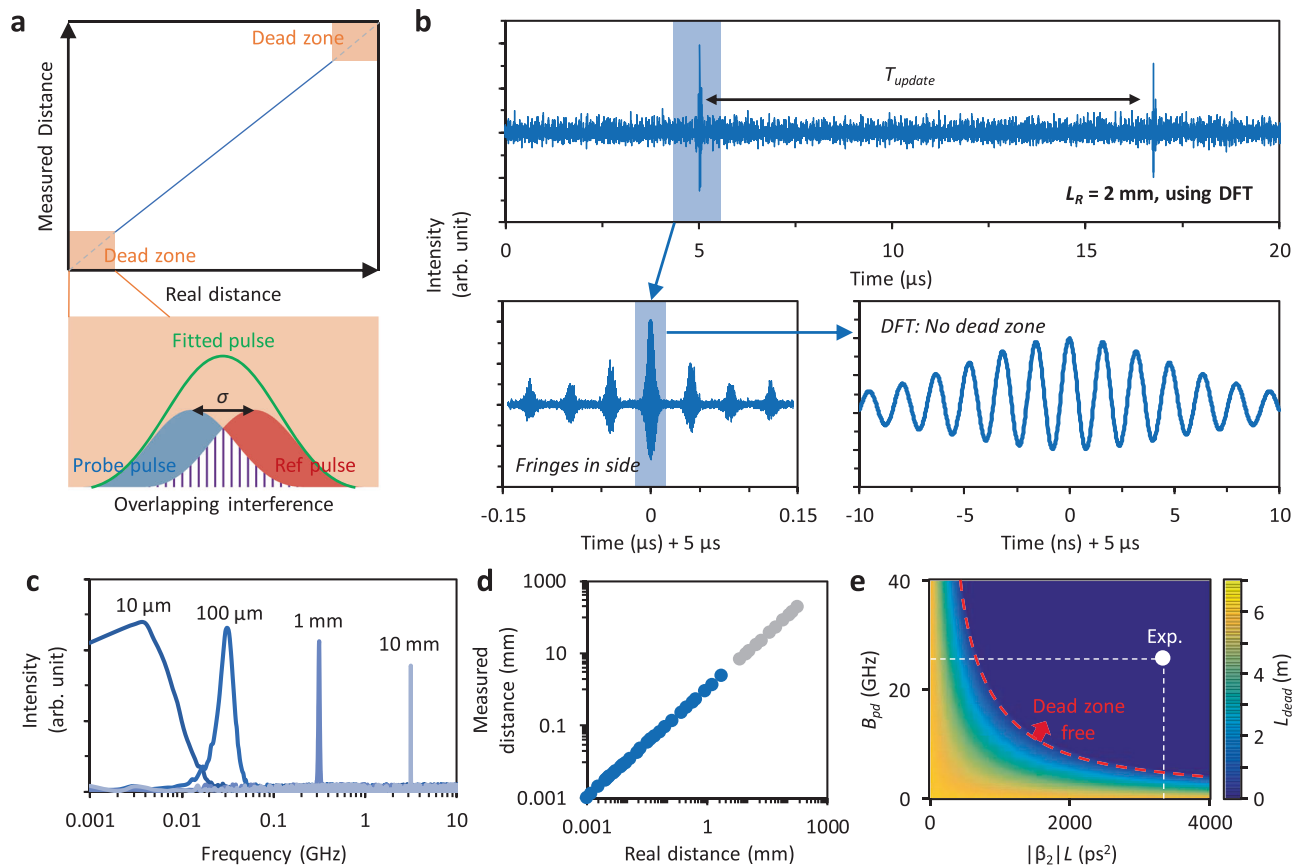 a
Measured Distance
Dead zone
Dead zone
Real distance
Fitted pulse
σ
Probe pulse
Ref pulse
Overlapping interference
b
T_update
L_R = 2 mm, using DFT
0
5
10
15
20
Time (μs)
Intensity
(arb. unit)
Fringes in side
-0.15
0
0.15
Time (μs) + 5 μs
DFT: No dead zone
-10
-5
0
5
10
Time (ns) + 5 μs
c
Intensity
(arb. unit)
10 μm
100 μm
1 mm
10 mm
0.001
0.01
0.1
1
10
Frequency (GHz)
d
Measured
distance (mm)
1000
10
0.1
0.001
0.001
1
1000
Real distance (mm)
e
B_pd (GHz)
40
20
0
Exp.
Dead zone
free
0
2000
4000
|β₂|L (ps²)
6
4
2
0
L_dead (m)